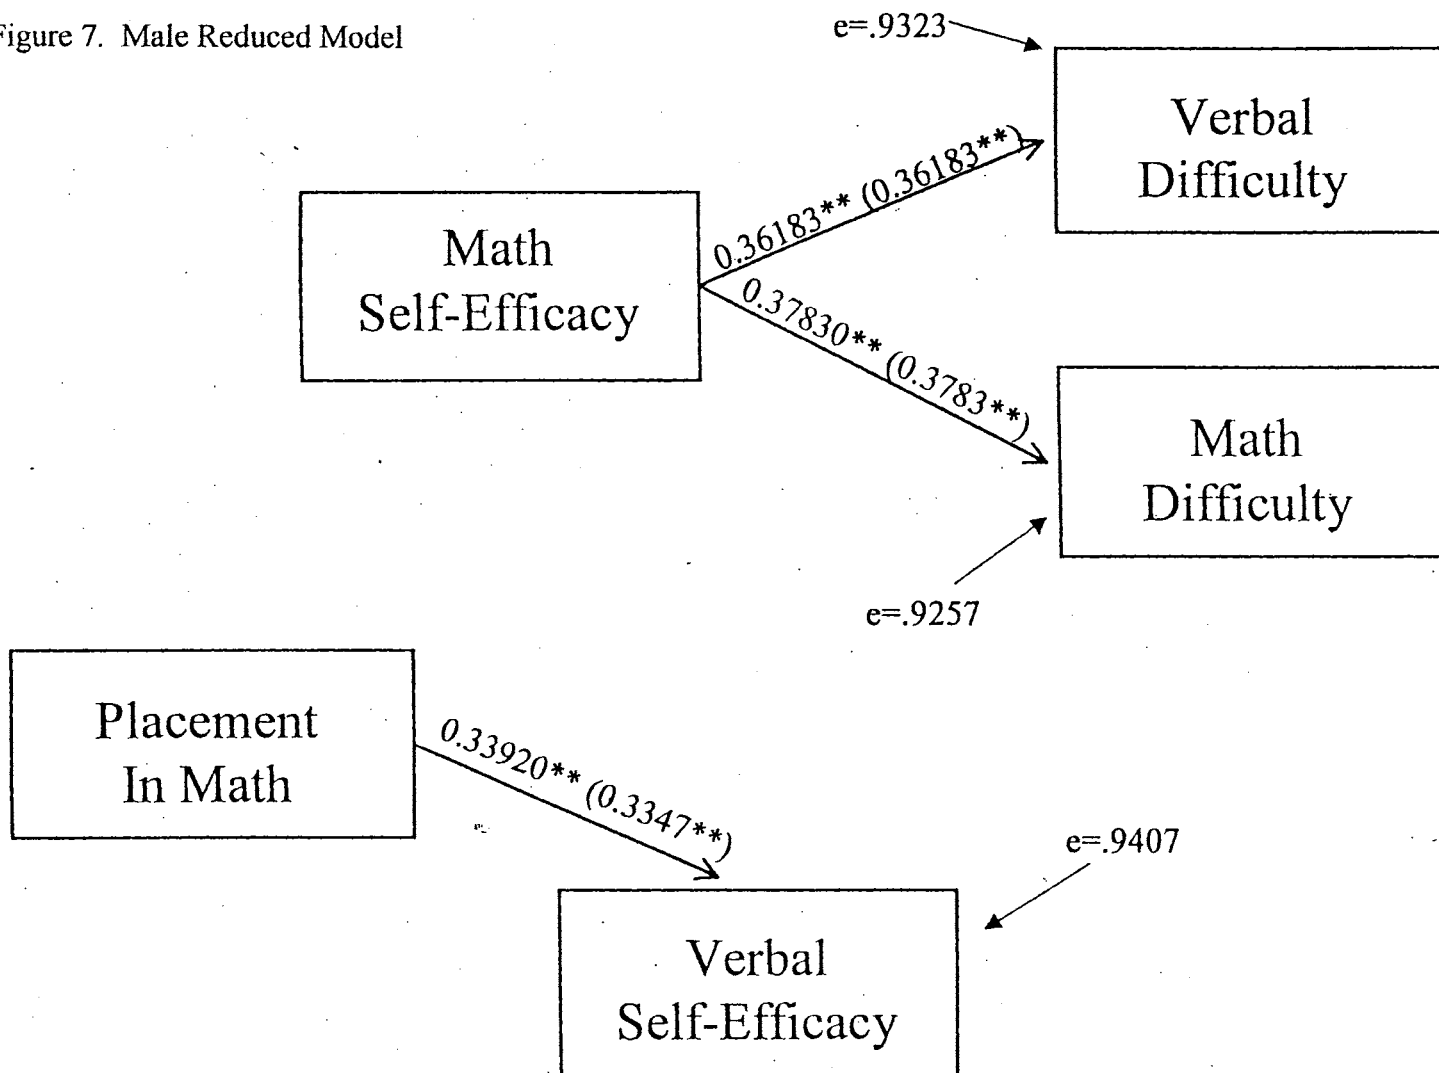 Figure 7. Male Reduced Model
e=.9323
Verbal
Difficulty
0.36183** (0.36183**)
Math
Self-Efficacy
0.37830** (0.3783**)
Math
Difficulty
e=.9257
Placement
In Math
0.33920** (0.3347**)
e=.9407
Verbal
Self-Efficacy